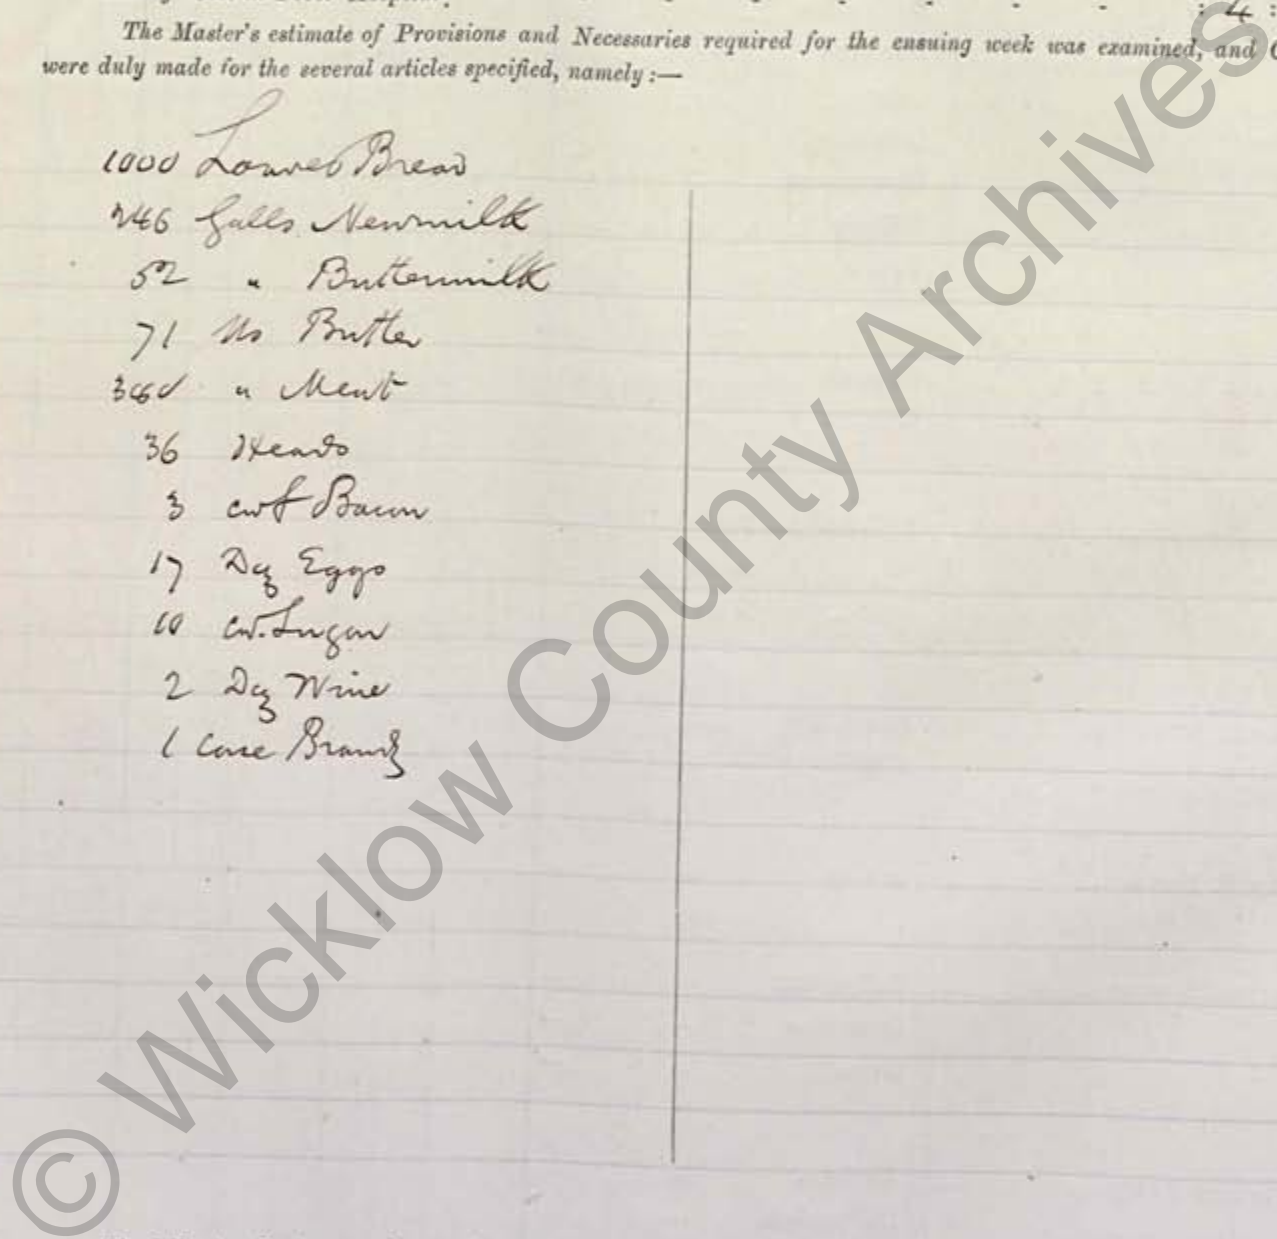 : 4 :
The Master's estimate of Provisions and Necessaries required for the ensuing week was examined, and
were duly made for the several articles specified, namely :—
1000 Loaves Bread
246 Galls Newmilk
52 " Buttermilk
71 lbs Butter
" Meat
36 Heads
3 cwt Bacon
17 Doz Eggs
10 cw. Sugar
2 Doz Wine
1 Case Brandy
© Wicklow County Archives